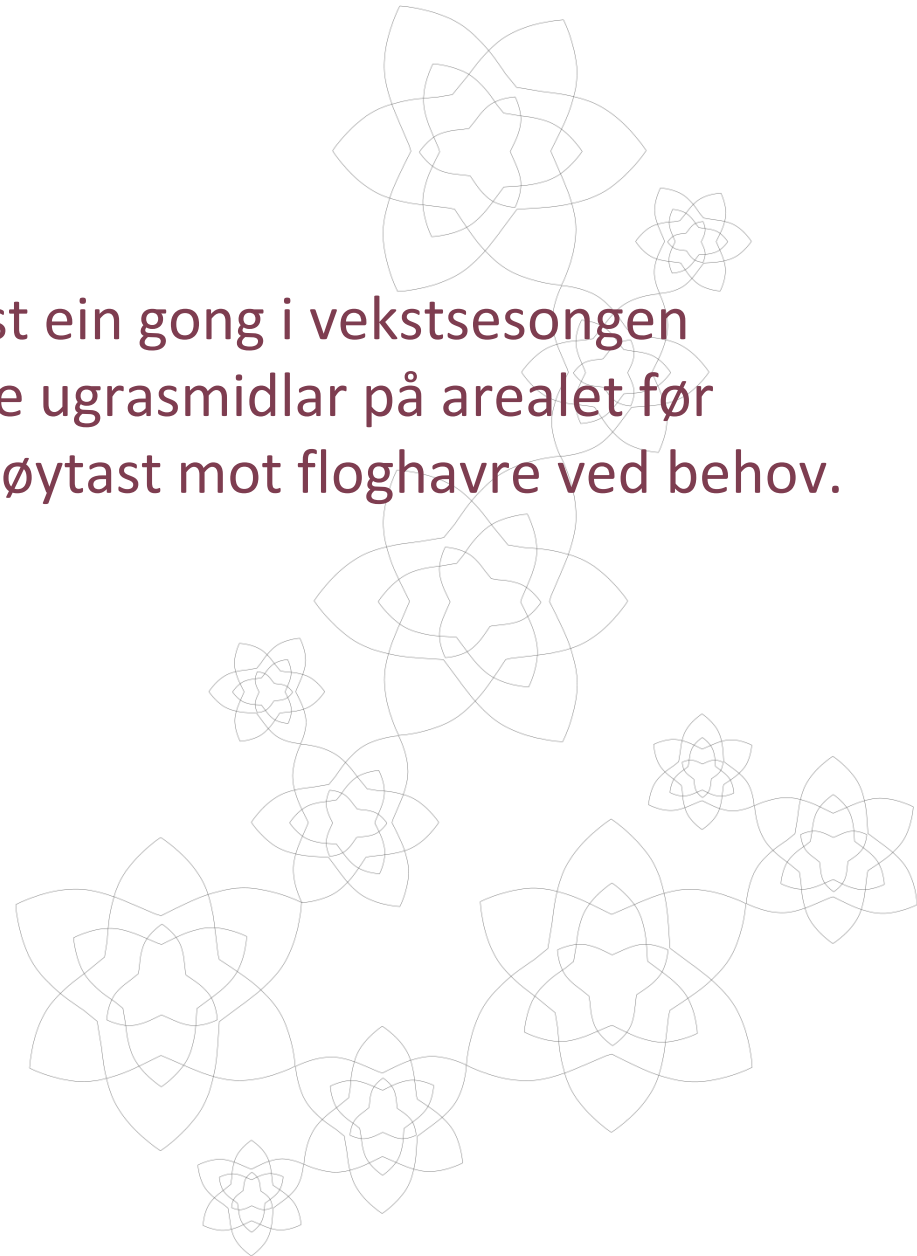 st ein gong i vekstsesongen
e ugrasmidlar på arealet før
øytast mot floghavre ved behov.